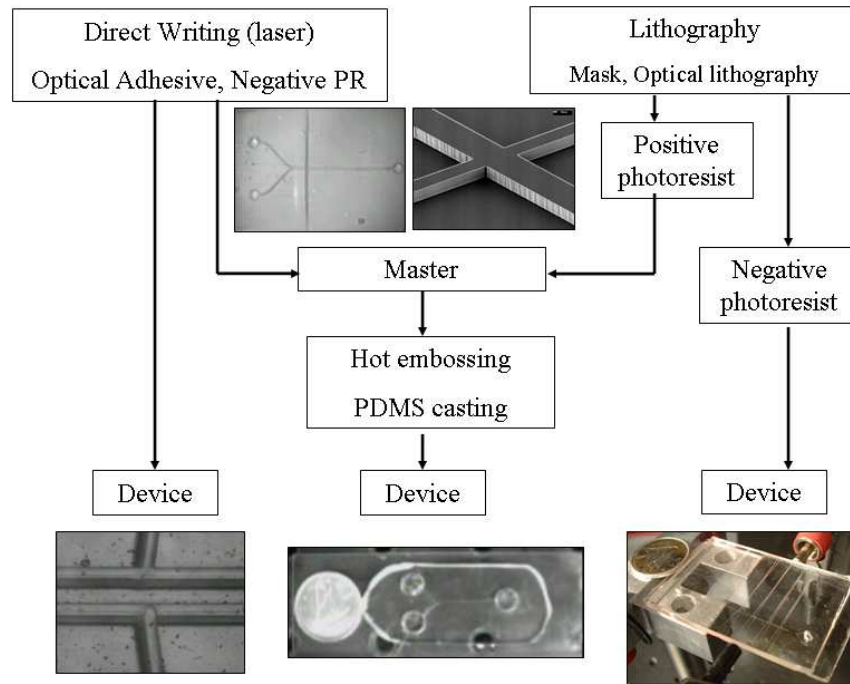 Direct Writing (laser)
Optical Adhesive, Negative PR
Lithography
Mask, Optical lithography
Positive
photoresist
Master
Negative
photoresist
Hot embossing
PDMS casting
Device
Device
Device